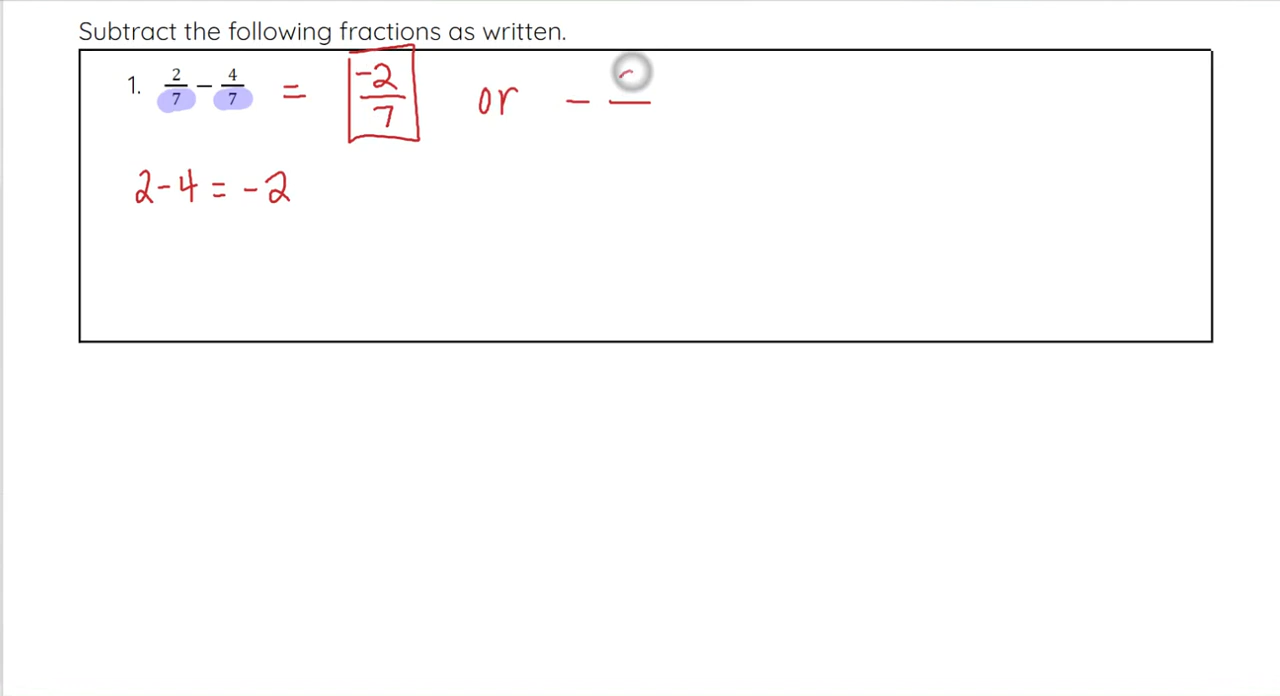 Subtract the following fractions as written.
1. 2/7 − 4/7 = -2/7 or -
2-4 = -2